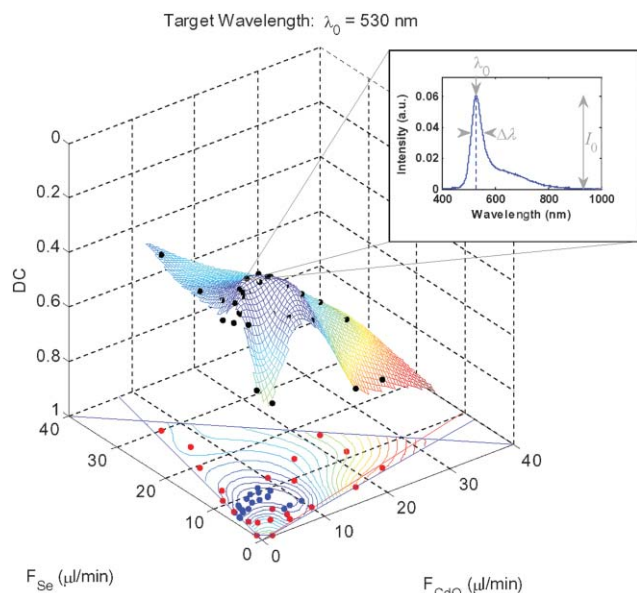 Target Wavelength: λ₀ = 530 nm
λ₀
0.06
0.04
0.02
0
Intensity (a.u.)
Δλ
I₀
400 600 800 1000
Wavelength (nm)
0
0.2
0.4
0.6
0.8
1
DC
40
30
20
10
0
0
10
20
30
40
F_Se (μl/min)
F_CdO (μl/min)